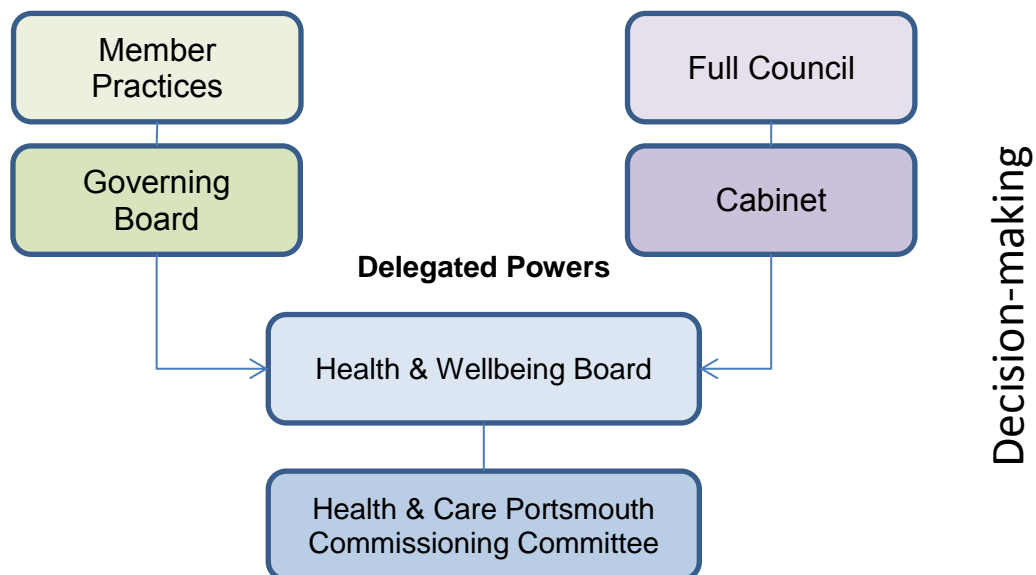 Member
Practices
Full Council
Governing
Board
Cabinet
Delegated Powers
Health & Wellbeing Board
Health & Care Portsmouth
Commissioning Committee
Decision-making